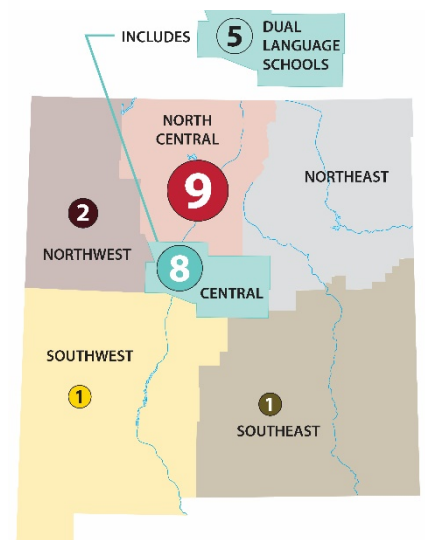 INCLUDES
5
DUAL
LANGUAGE
SCHOOLS
NORTH
CENTRAL
9
NORTHEAST
2
NORTHWEST
8
CENTRAL
SOUTHWEST
1
1
SOUTHEAST